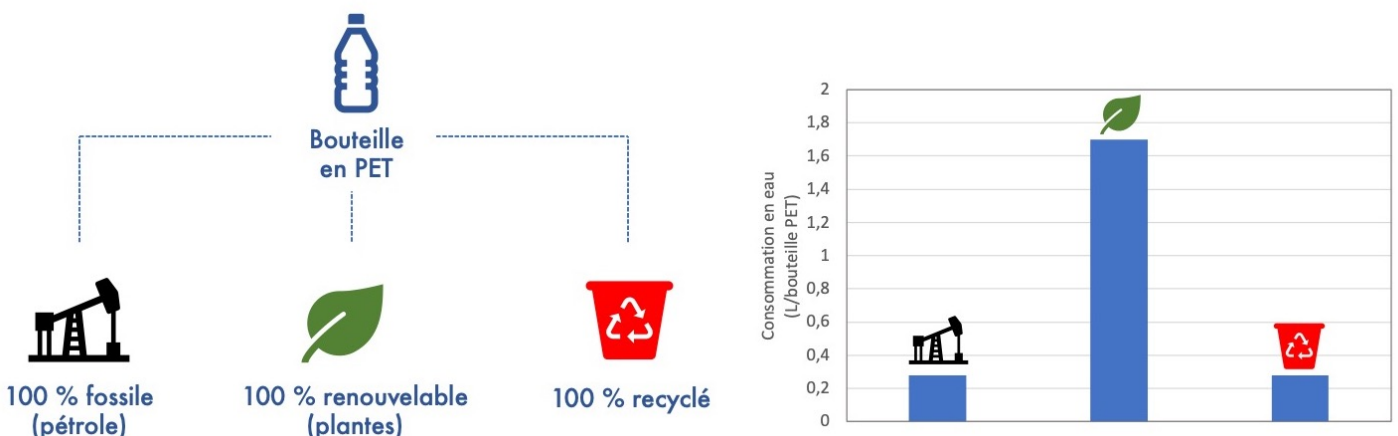 Bouteille
en PET
100 % fossile
(pétrole)
100 % renouvelable
(plantes)
100 % recyclé
Consommation en eau
(L/bouteille PET)
2
1,8
1,6
1,4
1,2
1
0,8
0,6
0,4
0,2
0